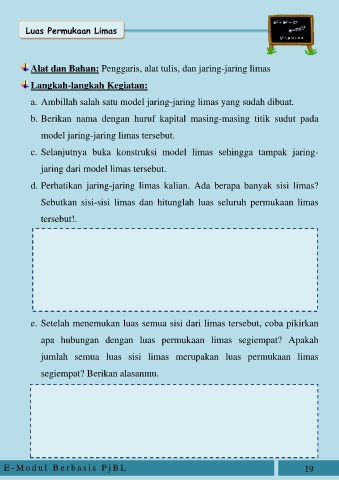 Luas Permukaan Limas
Alat dan Bahan: Penggaris, alat tulis, dan jaring-jaring limas
Langkah-langkah Kegiatan:
a. Ambillah salah satu model jaring-jaring limas yang sudah dibuat.
b. Berikan nama dengan huruf kapital masing-masing titik sudut pada
model jaring-jaring limas tersebut.
c. Selanjutnya buka konstruksi model limas sehingga tampak jaring-
jaring dari model limas tersebut.
d. Perhatikan jaring-jaring limas kalian. Ada berapa banyak sisi limas?
Sebutkan sisi-sisi limas dan hitunglah luas seluruh permukaan limas
tersebut!.
e. Setelah menemukan luas semua sisi dari limas tersebut, coba pikirkan
apa hubungan dengan luas permukaan limas segiempat? Apakah
jumlah semua luas sisi limas merupakan luas permukaan limas
segiempat? Berikan alasanmu.
E-Modul Berbasis PjBL 19